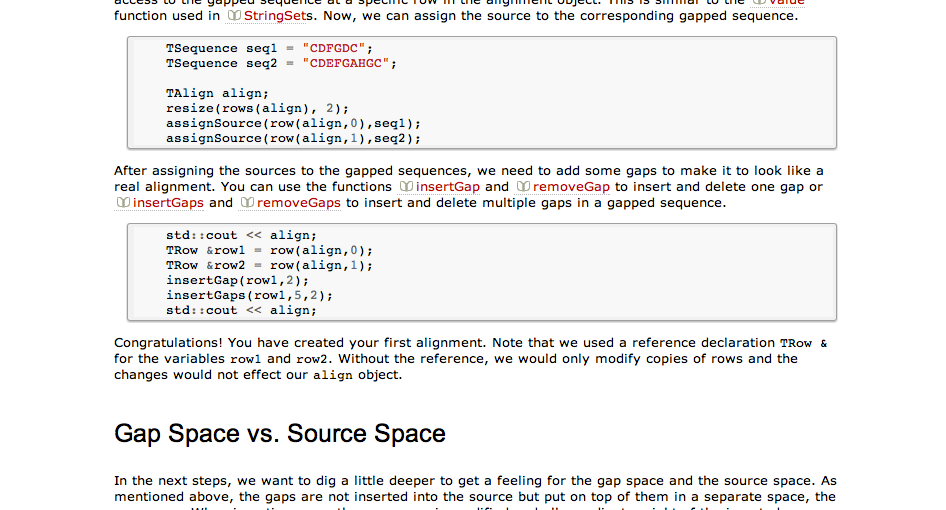 access to the gapped sequence at a specific row in the alignment object. This is similar to the value
function used in StringSets. Now, we can assign the source to the corresponding gapped sequence.
TSequence seq1 = "CDFGDC";
TSequence seq2 = "CDEFGAHGC";
TAlign align;
resize(rows(align), 2);
assignSource(row(align,0),seq1);
assignSource(row(align,1),seq2);
After assigning the sources to the gapped sequences, we need to add some gaps to make it to look like a
real alignment. You can use the functions insertGap and removeGap to insert and delete one gap or
insertGaps and removeGaps to insert and delete multiple gaps in a gapped sequence.
std::cout << align;
TRow &row1 = row(align,0);
TRow &row2 = row(align,1);
insertGap(row1,2);
insertGaps(row1,5,2);
std::cout << align;
Congratulations! You have created your first alignment. Note that we used a reference declaration TRow &
for the variables row1 and row2. Without the reference, we would only modify copies of rows and the
changes would not effect our align object.
Gap Space vs. Source Space
In the next steps, we want to dig a little deeper to get a feeling for the gap space and the source space. As
mentioned above, the gaps are not inserted into the source but put on top of them in a separate space, the